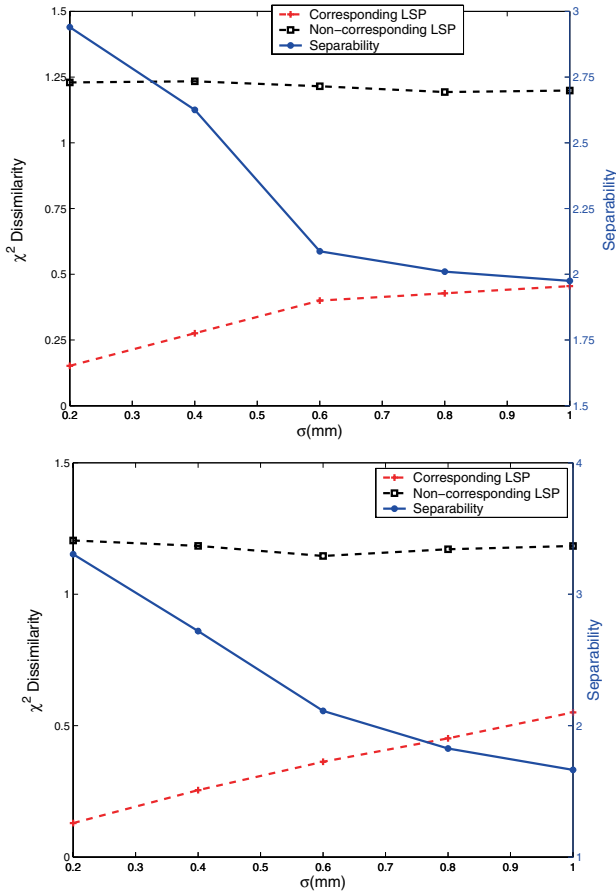 1.5
3
Corresponding LSP
Non−corresponding LSP
Separability
1.25
2.75
1
2.5
χ² Dissimilarity
0.75
2.25
Separability
0.5
2
0.25
1.75
0
1.5
0.2 0.3 0.4 0.5 0.6 0.7 0.8 0.9 1
σ(mm)
1.5
4
Corresponding LSP
Non−corresponding LSP
Separability
1
3
χ² Dissimilarity
Separability
0.5
2
0
1
0.2 0.3 0.4 0.5 0.6 0.7 0.8 0.9 1
σ(mm)